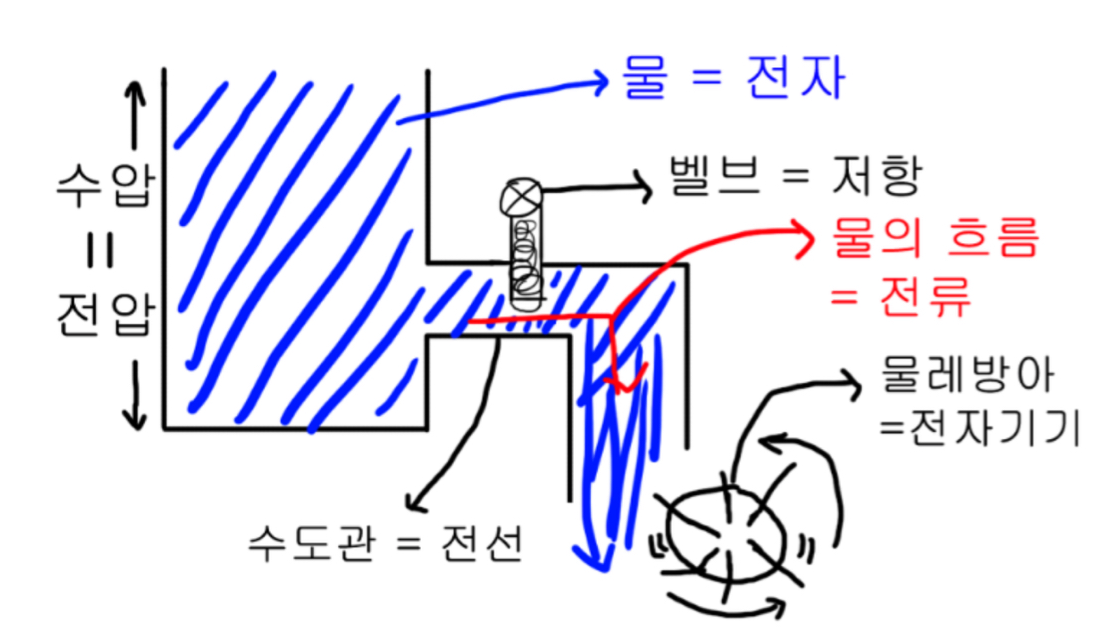 물 = 전자
벨브 = 저항
수압
=
전압
물의 흐름
= 전류
물레방아
=전자기기
수도관 = 전선